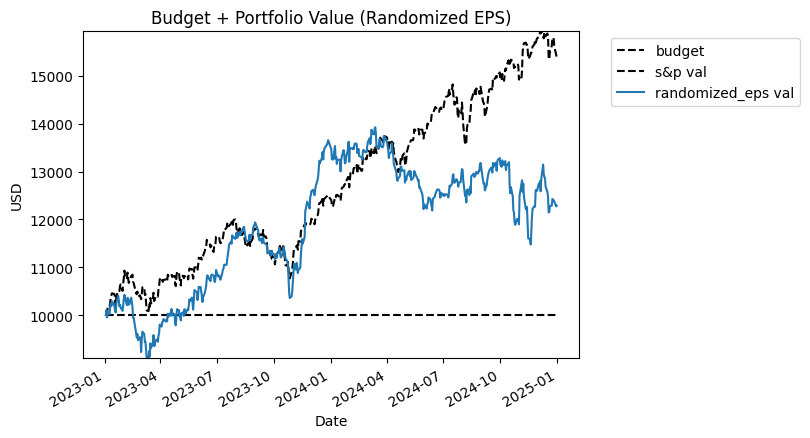 Budget + Portfolio Value (Randomized EPS)
budget
s&p val
randomized_eps val
USD
15000
14000
13000
12000
11000
10000
2023-01
2023-04
2023-07
2023-10
2024-01
2024-04
2024-07
2024-10
2025-01
Date